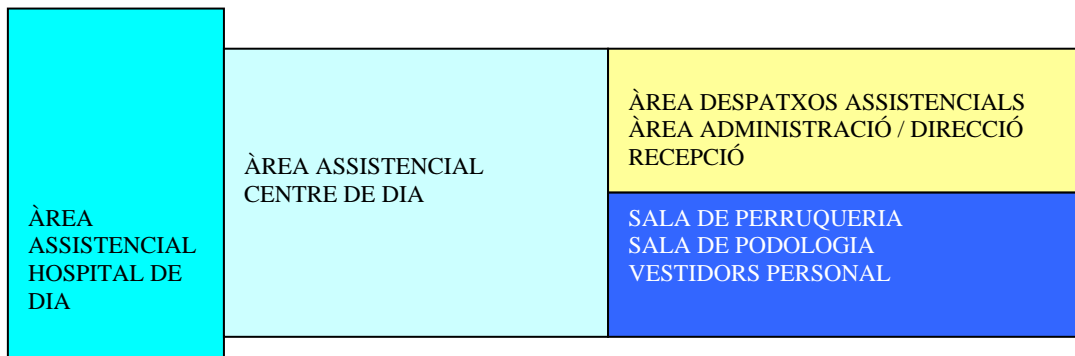 ÀREA
ASSISTENCIAL
HOSPITAL DE
DIA
ÀREA ASSISTENCIAL
CENTRE DE DIA
ÀREA DESPATXOS ASSISTENCIALS
ÀREA ADMINISTRACIÓ / DIRECCIÓ
RECEPCIÓ
SALA DE PERRUQUERIA
SALA DE PODOLOGIA
VESTIDORS PERSONAL